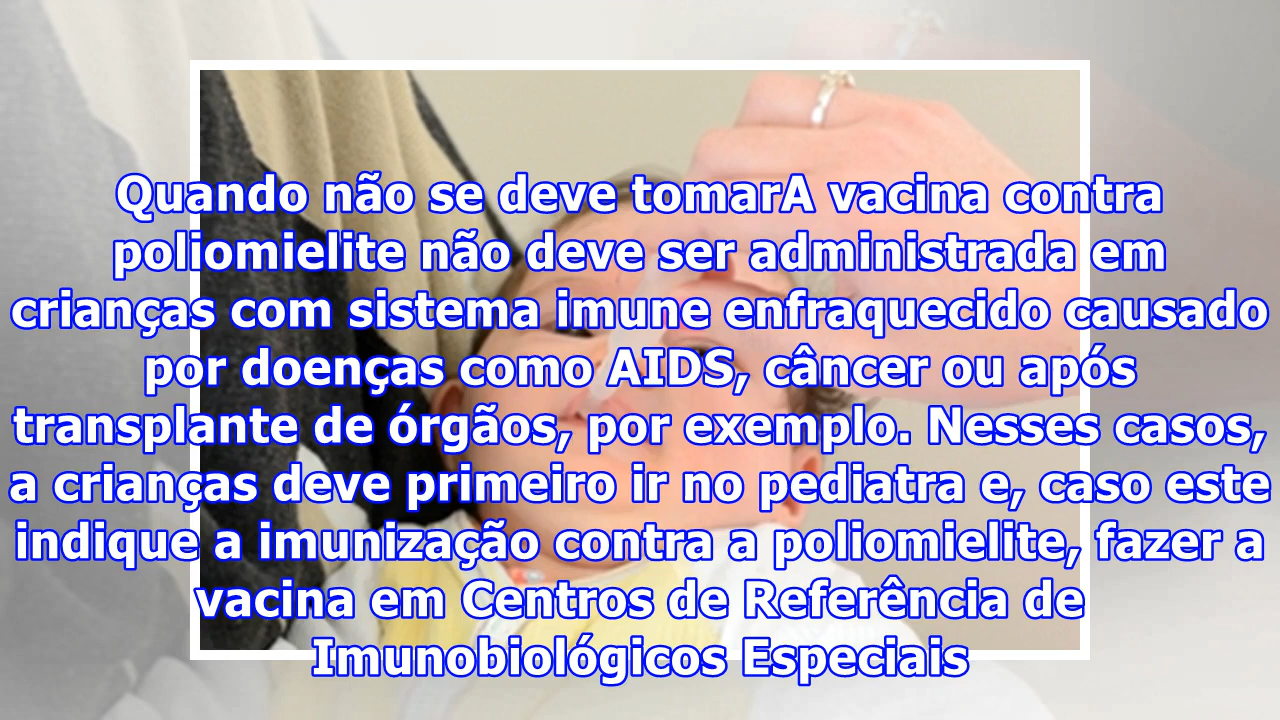 Quando não se deve tomarA vacina contra
poliomielite não deve ser administrada em
crianças com sistema imune enfraquecido causado
por doenças como AIDS, câncer ou após
transplante de órgãos, por exemplo. Nesses casos,
a crianças deve primeiro ir no pediatra e, caso este
indique a imunização contra a poliomielite, fazer a
vacina em Centros de Referência de
Imunobiológicos Especiais